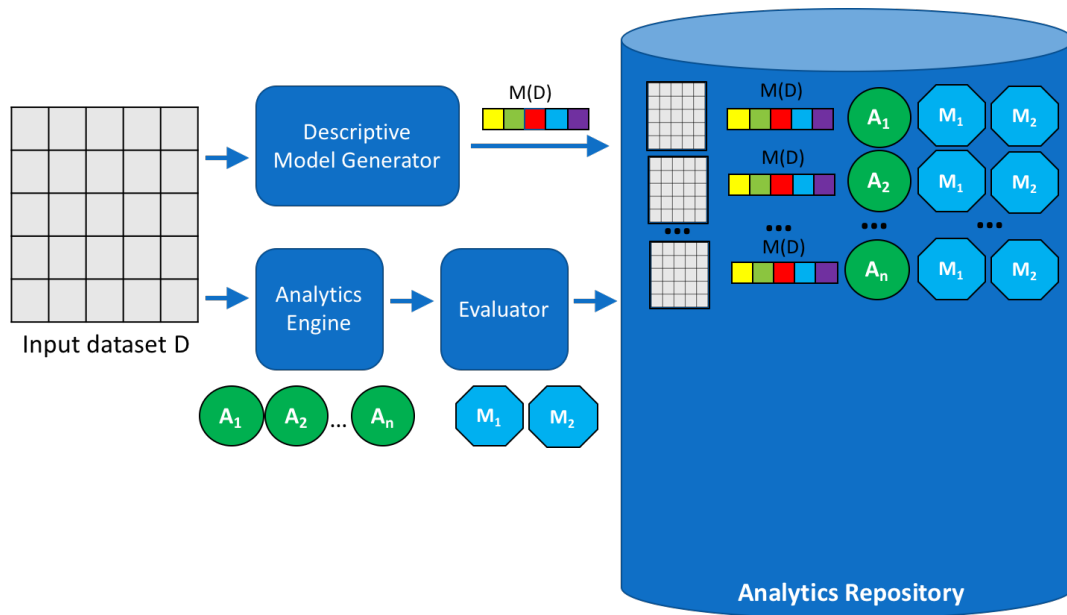 M(D)
Descriptive
Model Generator
Input dataset D
Analytics
Engine
Evaluator
A₁ A₂ ... Aₙ
M₁ M₂
M(D) A₁ M₁ M₂
M(D) A₂ M₁ M₂
... ... ... ...
M(D) Aₙ M₁ M₂
Analytics Repository